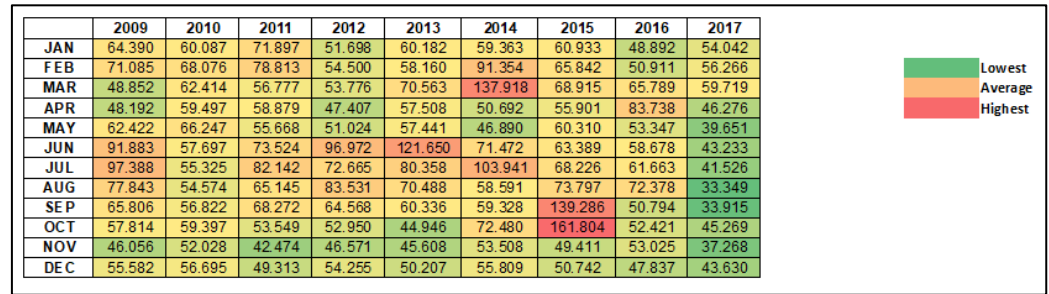 2009 2010 2011 2012 2013 2014 2015 2016 2017
JAN 64.390 60.087 71.897 51.698 60.182 59.363 60.933 48.892 54.042
FEB 71.085 68.076 78.813 54.500 58.160 91.354 65.842 50.911 56.266
MAR 48.852 62.414 56.777 53.776 70.563 137.918 68.915 65.789 59.719
APR 48.192 59.497 58.879 47.407 57.508 50.692 55.901 83.738 46.276
MAY 62.422 66.247 55.668 51.024 57.441 46.890 60.310 53.347 39.651
JUN 91.883 57.697 73.524 96.972 121.650 71.472 63.389 58.678 43.233
JUL 97.388 55.325 82.142 72.665 80.358 103.941 68.226 61.663 41.526
AUG 77.843 54.574 65.145 83.531 70.488 58.591 73.797 72.378 33.349
SEP 65.806 56.822 68.272 64.568 60.336 59.328 139.286 50.794 33.915
OCT 57.814 59.397 53.549 52.950 44.946 72.480 161.804 52.421 45.269
NOV 46.056 52.028 42.474 46.571 45.608 53.508 49.411 53.025 37.268
DEC 55.582 56.695 49.313 54.255 50.207 55.809 50.742 47.837 43.630
Lowest
Average
Highest